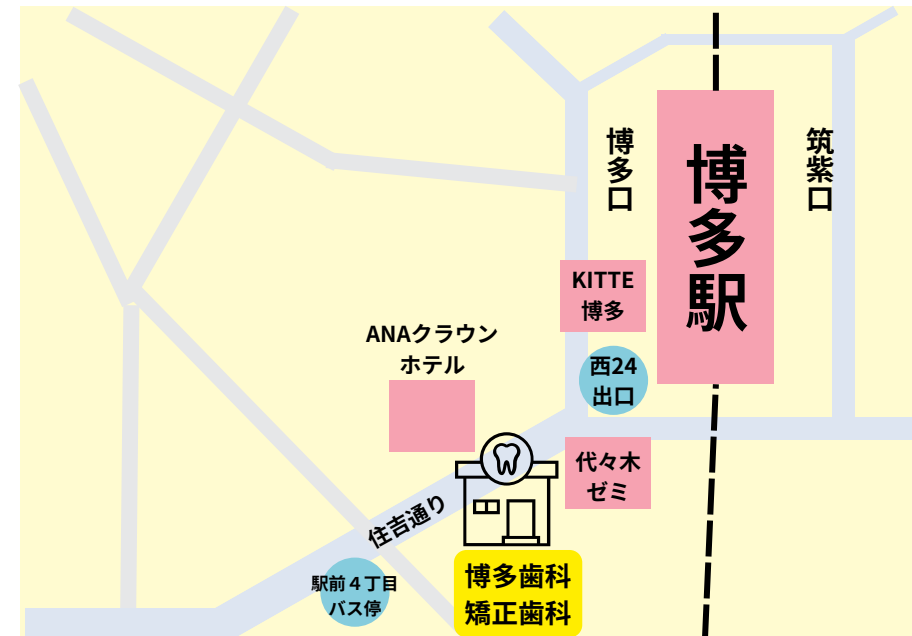 博多口
博多駅
筑紫口
KITTE
博多
ANAクラウン
ホテル
西24
出口
代々木
ゼミ
住吉通り
駅前４丁目
バス停
博多歯科
矯正歯科